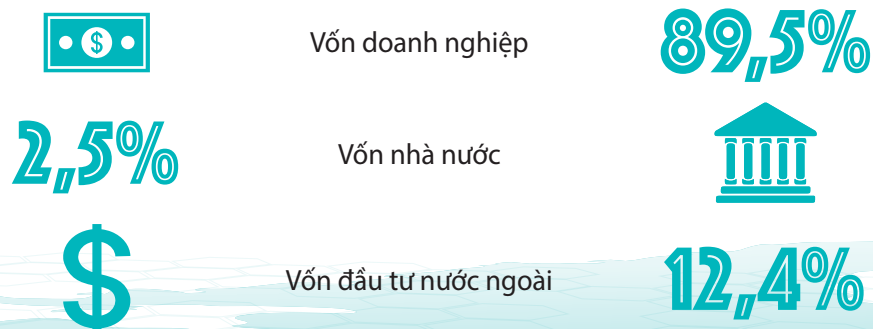 Vốn doanh nghiệp 89,5%
2,5% Vốn nhà nước
Vốn đầu tư nước ngoài 12,4%